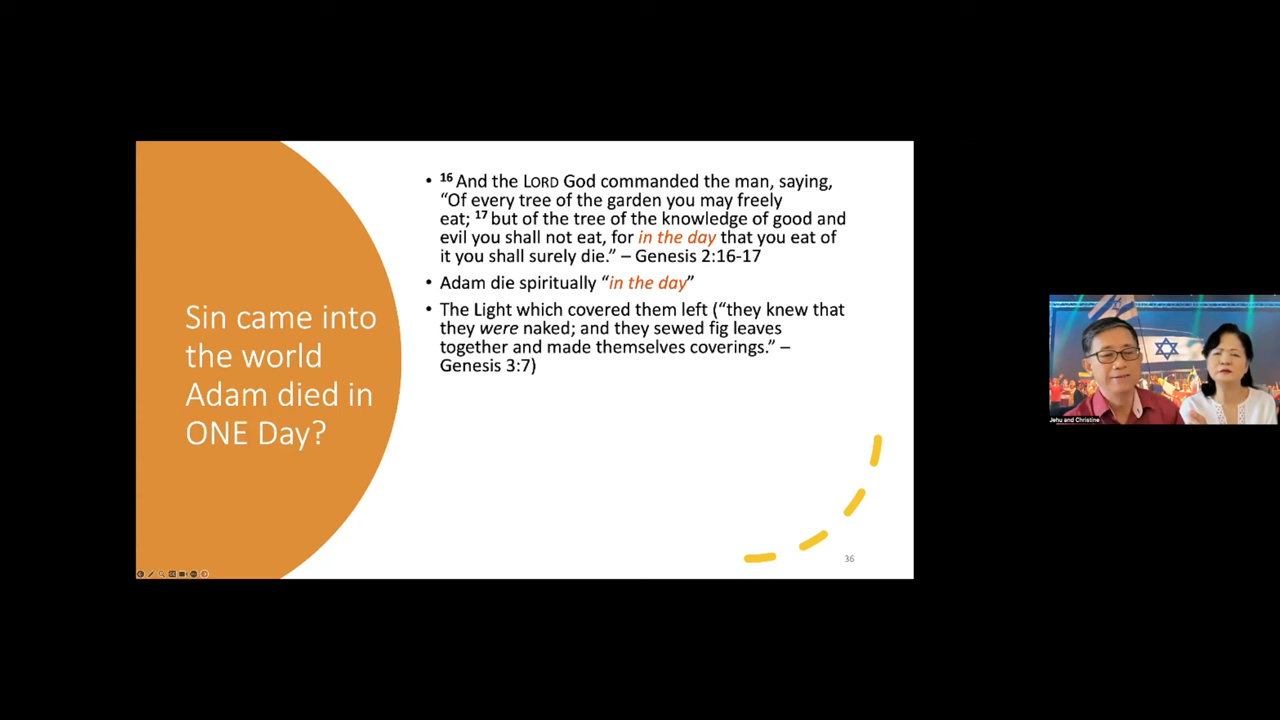 Sin came into
the world
Adam died in
ONE Day?
• 16 And the LORD God commanded the man, saying,
“Of every tree of the garden you may freely
eat; 17 but of the tree of the knowledge of good and
evil you shall not eat, for in the day that you eat of
it you shall surely die.” – Genesis 2:16-17
• Adam die spiritually “in the day”
• The Light which covered them left (“they knew that
they were naked; and they sewed fig leaves
together and made themselves coverings.” –
Genesis 3:7)
36
Jehu and Christine